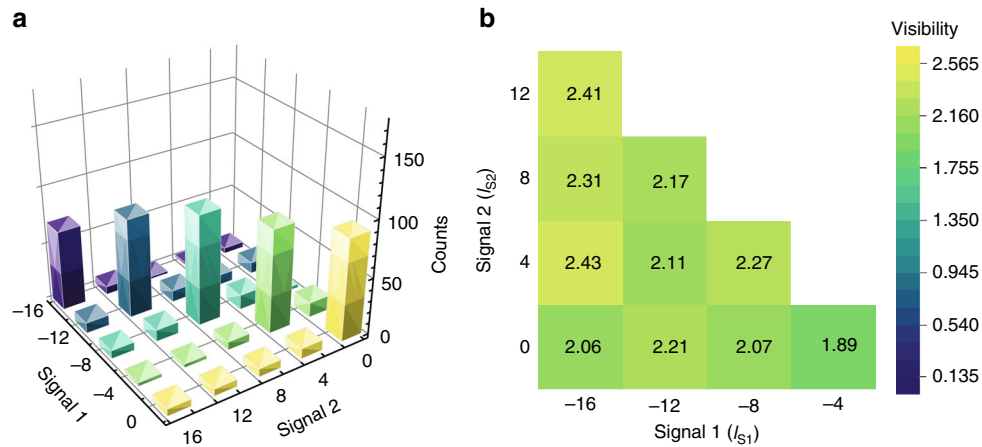 a
150
100
50
0
Counts
–16
–12
–8
–4
0
Signal 1
16
12
8
4
0
Signal 2
b
Visibility
12
8
4
0
Signal 2 (lS2)
2.41
2.31 2.17
2.43 2.11 2.27
2.06 2.21 2.07 1.89
–16 –12 –8 –4
Signal 1 (lS1)
2.565
2.160
1.755
1.350
0.945
0.540
0.135